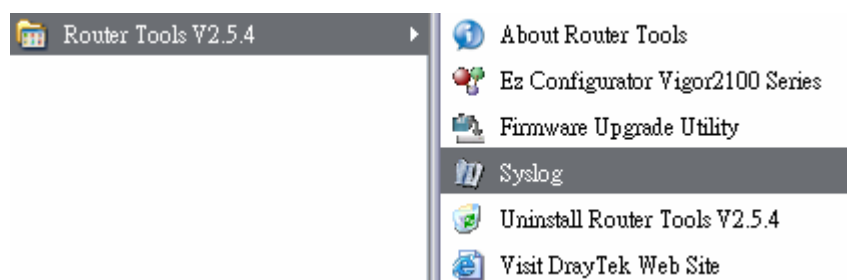 Router Tools V2.5.4
About Router Tools
Ez Configurator Vigor2100 Series
Firmware Upgrade Utility
Syslog
Uninstall Router Tools V2.5.4
Visit DrayTek Web Site